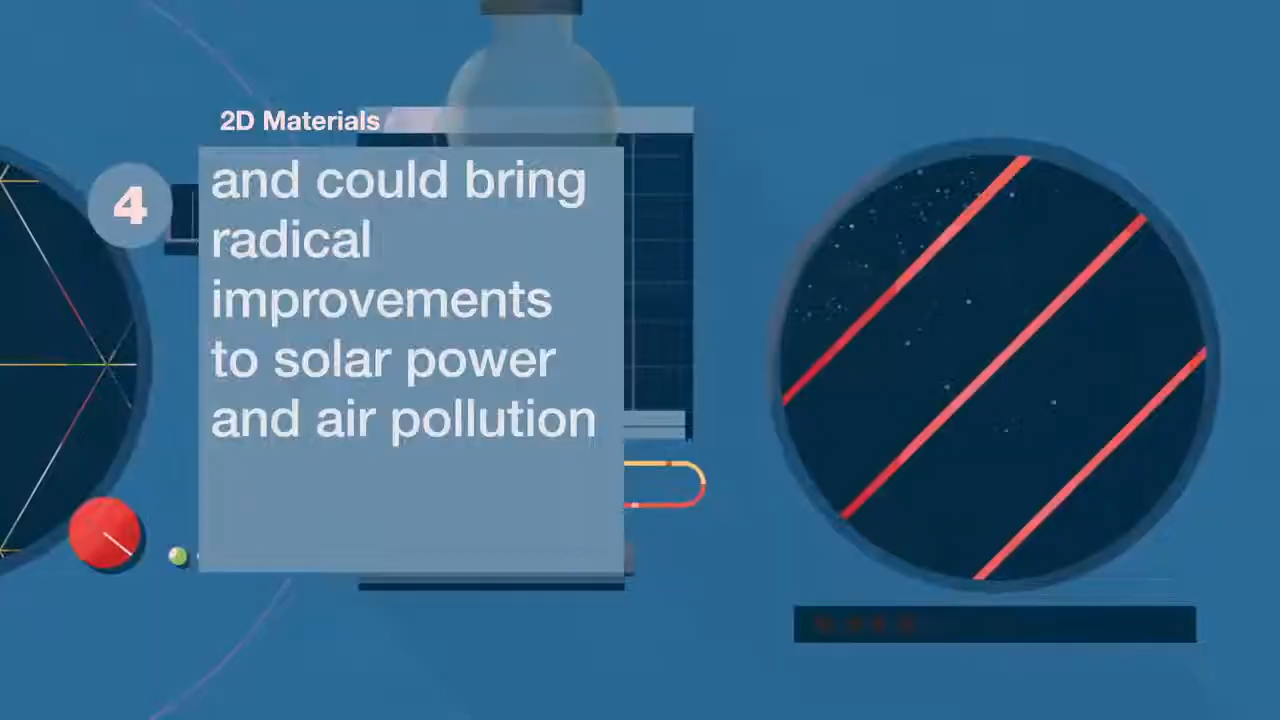 2D Materials
4
and could bring
radical
improvements
to solar power
and air pollution